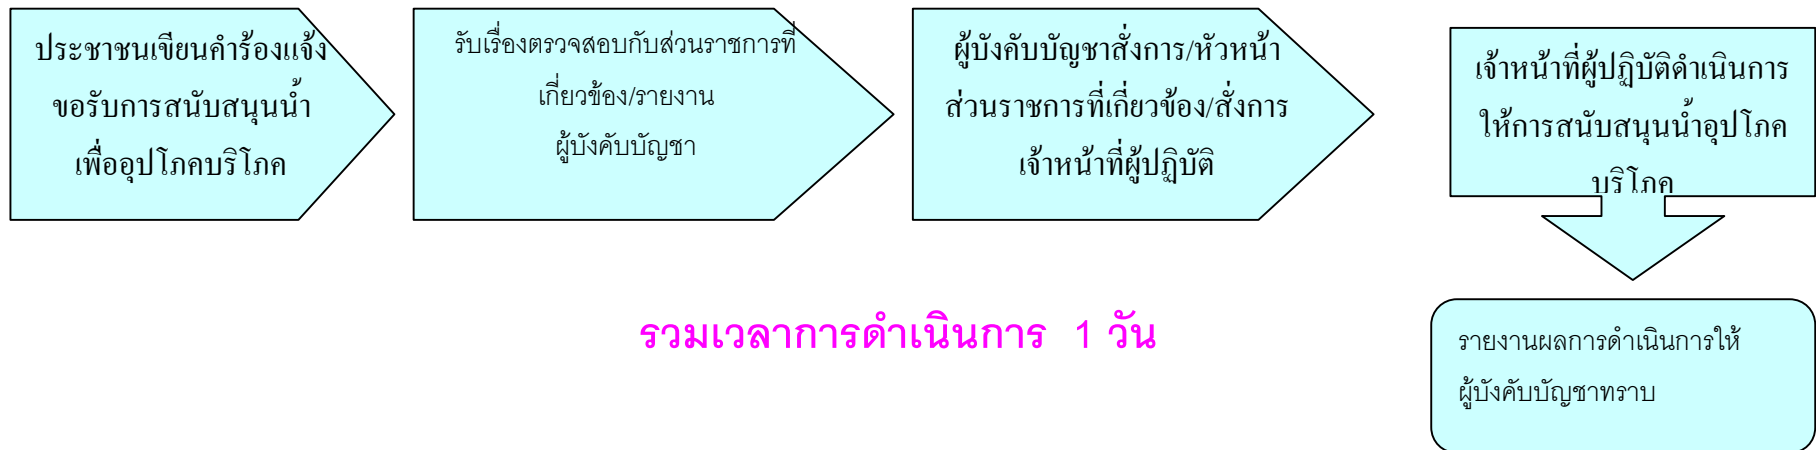 ประชาชนเขียนคำร้องแจ้ง
ขอรับการสนับสนุนน้ำ
เพื่ออุปโภคบริโภค
รับเรื่องตรวจสอบกับส่วนราชการที่
เกี่ยวข้อง/รายงาน
ผู้บังคับบัญชา
ผู้บังคับบัญชาสั่งการ/หัวหน้า
ส่วนราชการที่เกี่ยวข้อง/สั่งการ
เจ้าหน้าที่ผู้ปฏิบัติ
เจ้าหน้าที่ผู้ปฏิบัติดำเนินการ
ให้การสนับสนุนน้ำอุปโภค
บริโภค
รวมเวลาการดำเนินการ 1 วัน
รายงานผลการดำเนินการให้
ผู้บังคับบัญชาทราบ